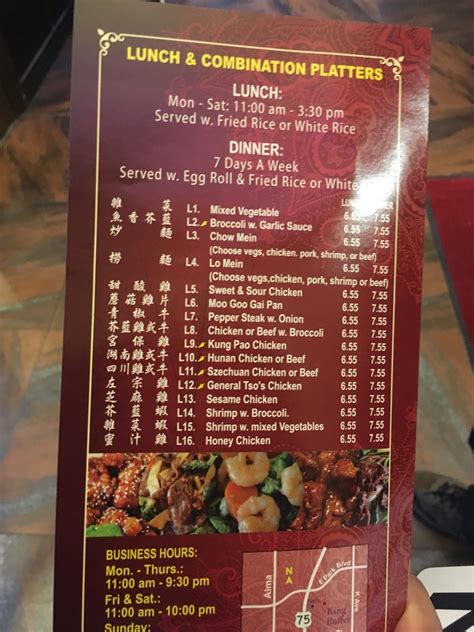 LUNCH & COMBINATION PLATTERS
LUNCH:
Mon - Sat: 11:00 am - 3:30 pm
Served w. Fried Rice or White Rice
DINNER:
7 Days A Week
Served w. Egg Roll & Fried Rice or White
LUNCH DINNER
雜 菜 L1. Mixed Vegetable 6.55 7.55
魚香芥藍 L2. Broccoli w. Garlic Sauce 6.55 7.55
炒 麵 L3. Chow Mein 6.55 7.55
(Choose vegs, chicken. pork, shrimp, or beef)
撈 麵 L4. Lo Mein 6.55 7.55
(Choose vegs,chicken, pork, shrimp, or beef)
甜酸雞 L5. Sweet & Sour Chicken 6.55 7.55
蘑菇雞片 L6. Moo Goo Gai Pan 6.55 7.55
青椒牛 L7. Pepper Steak w. Onion 6.55 7.55
芥藍雞或牛 L8. Chicken or Beef w. Broccoli 6.55 7.55
宮保雞 L9. Kung Pao Chicken 6.55 7.55
湖南雞或牛 L10. Hunan Chicken or Beef 6.55 7.55
四川雞或牛 L11. Szechuan Chicken or Beef 6.55 7.55
左宗雞 L12. General Tso's Chicken 6.55 7.55
芝麻雞 L13. Sesame Chicken 6.55 7.55
芥藍蝦 L14. Shrimp w. Broccoli. 6.55 7.55
雜菜蝦 L15. Shrimp w. mixed Vegetables 6.55 7.55
蜜汁雞 L16. Honey Chicken 6.55 7.55
BUSINESS HOURS:
Mon. - Thurs.:
11:00 am - 9:30 pm
Fri & Sat.:
11:00 am - 10:00 pm
Sunday:
Alma
N
E Park Blvd
K Ave
75
King
Buffet